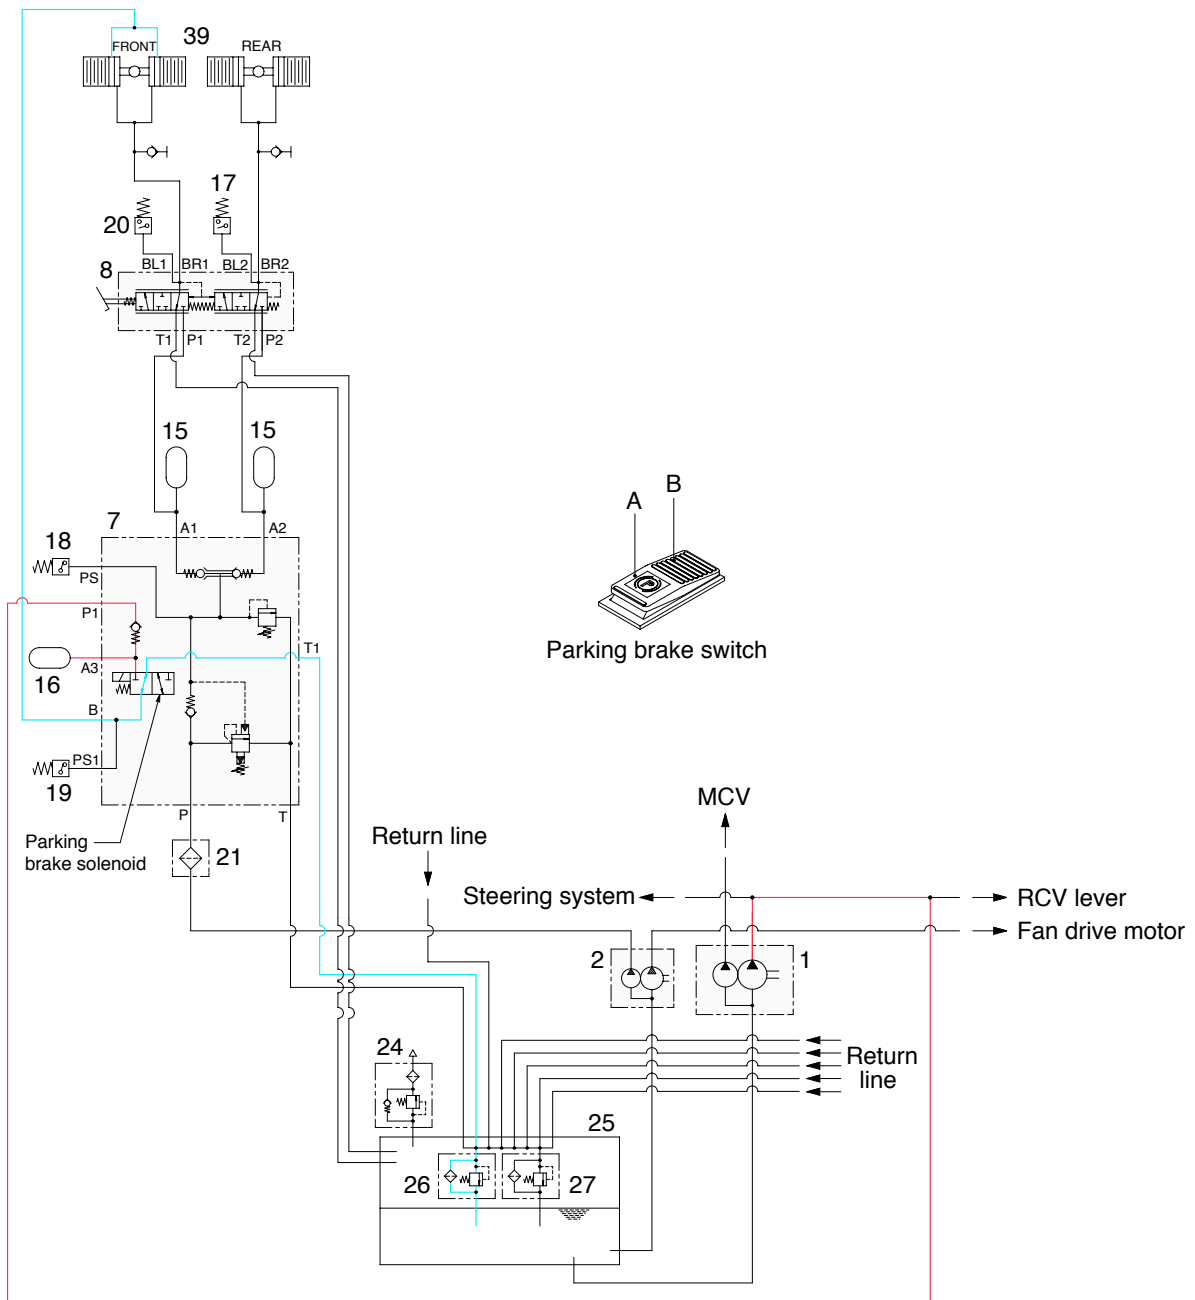 39
FRONT
REAR
17
20
BL1
BR1
BL2
BR2
8
T1
P1
T2
P2
15
15
A
B
7
A1
A2
18
PS
P1
T1
Parking brake switch
A3
16
B
PS1
19
P
T
MCV
Parking
brake solenoid
21
Return line
Steering system
RCV lever
Fan drive motor
2
1
24
Return
line
25
26
27